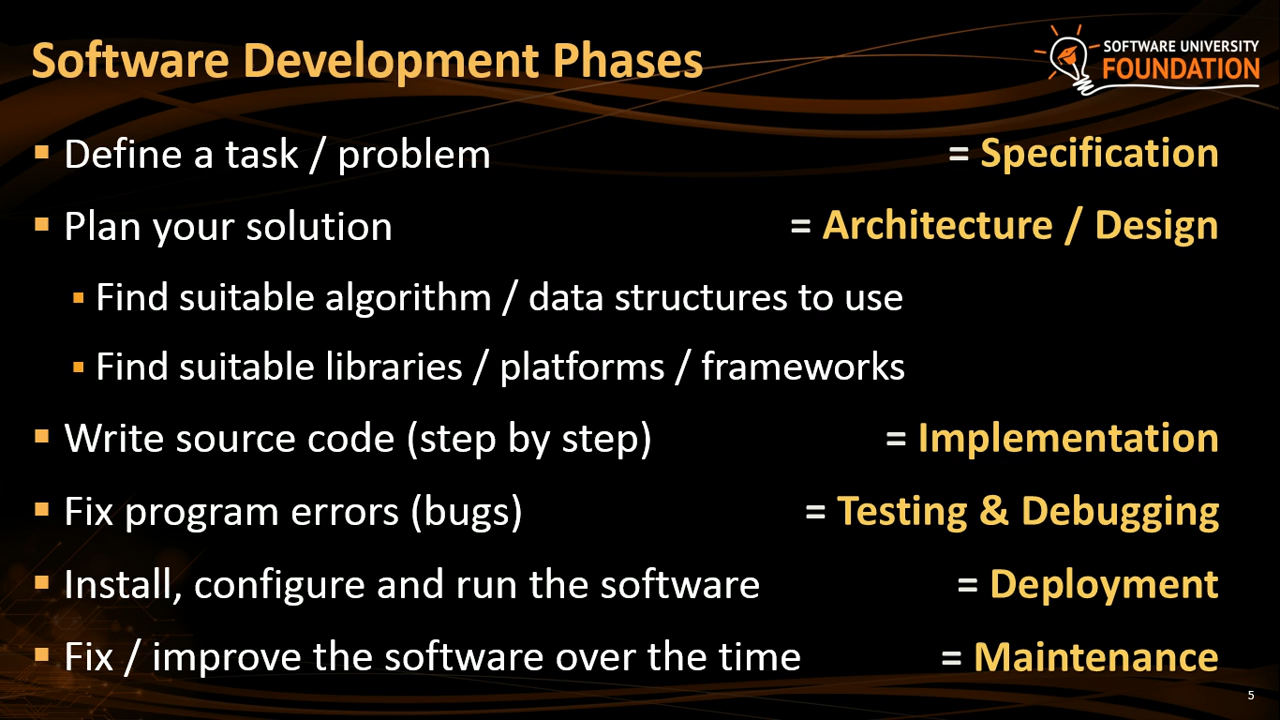 Software Development Phases
SOFTWARE UNIVERSITY
FOUNDATION
Define a task / problem = Specification
Plan your solution = Architecture / Design
Find suitable algorithm / data structures to use
Find suitable libraries / platforms / frameworks
Write source code (step by step) = Implementation
Fix program errors (bugs) = Testing & Debugging
Install, configure and run the software = Deployment
Fix / improve the software over the time = Maintenance
5